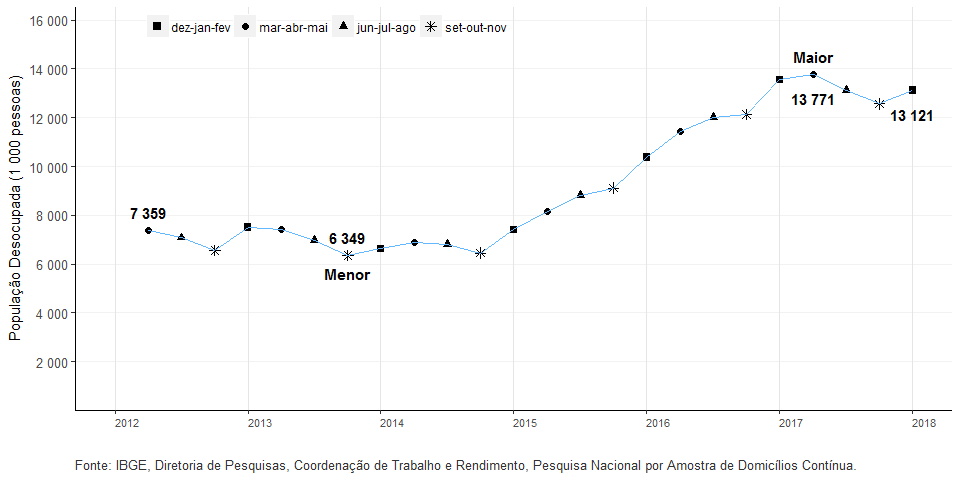 16 000
dez-jan-fev mar-abr-mai jun-jul-ago set-out-nov
Maior
14 000
13 771
13 121
12 000
10 000
7 359
8 000
6 349
6 000
Menor
4 000
2 000
População Desocupada (1 000 pessoas)
2012 2013 2014 2015 2016 2017 2018
Fonte: IBGE, Diretoria de Pesquisas, Coordenação de Trabalho e Rendimento, Pesquisa Nacional por Amostra de Domicílios Contínua.